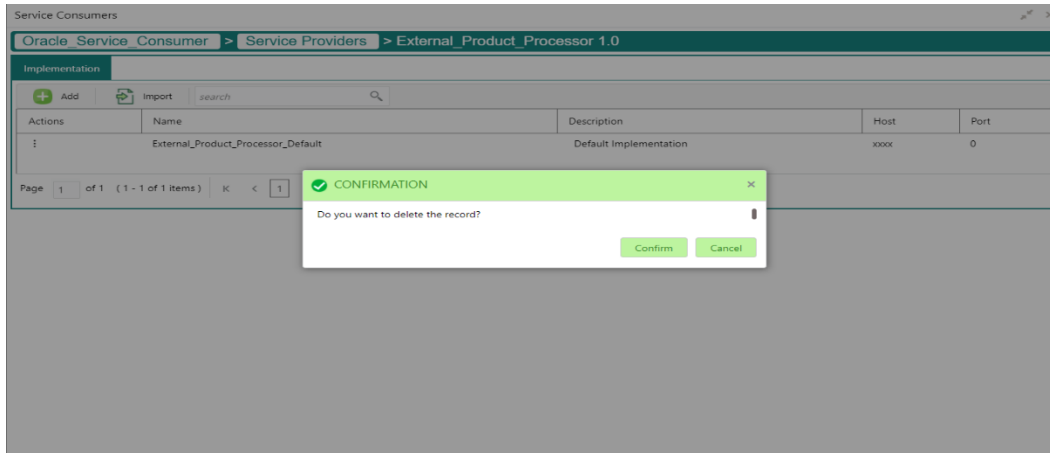 Service Consumers
Oracle_Service_Consumer > Service Providers > External_Product_Processor 1.0
Implementation
Add Import search
Actions Name Description Host Port
External_Product_Processor_Default Default Implementation xxxx 0
Page 1 of 1 (1 - 1 of 1 items) K < 1
CONFIRMATION ×
Do you want to delete the record?
Confirm Cancel